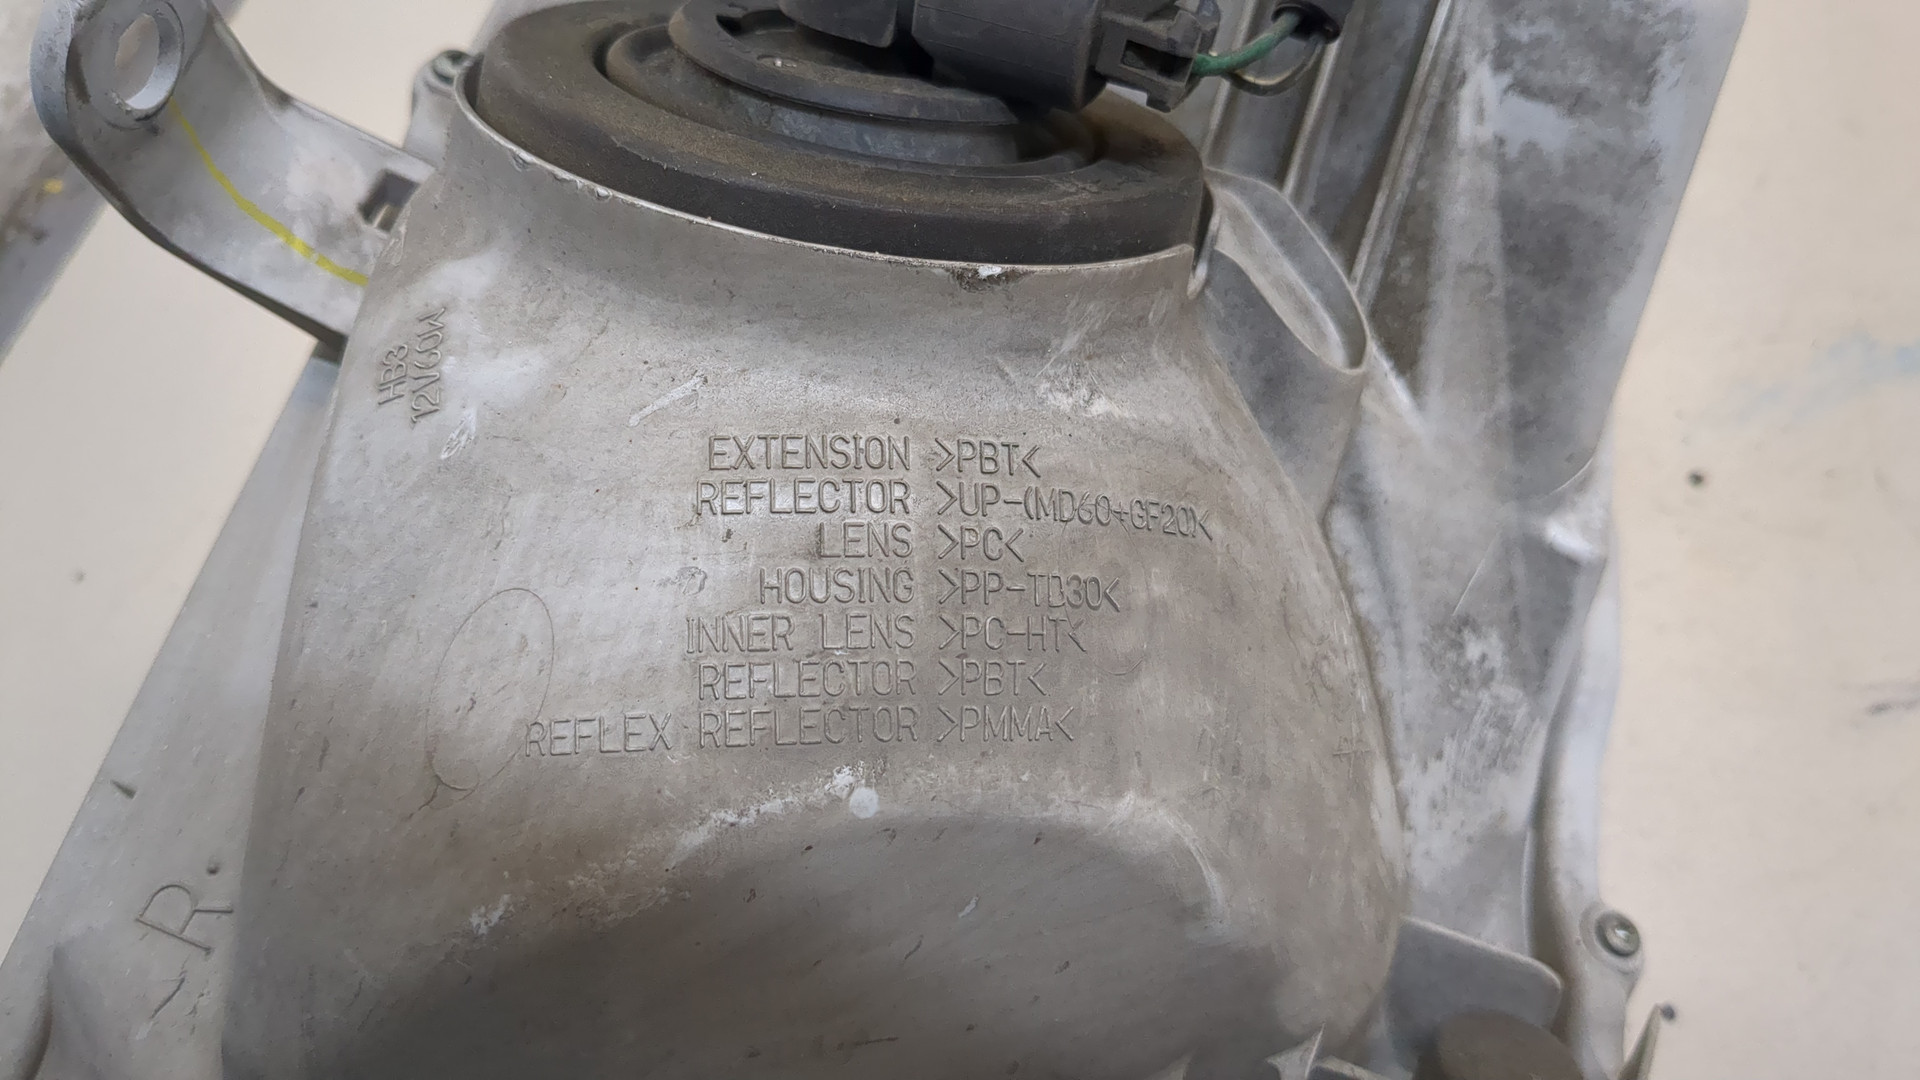 HB3
12V60W
EXTENSION >PBT<
REFLECTOR >UP-(MD60+GF20)<
LENS >PC<
HOUSING >PP-TD30<
INNER LENS >PC-HT<
REFLECTOR >PBT<
REFLEX REFLECTOR >PMMA<
R.